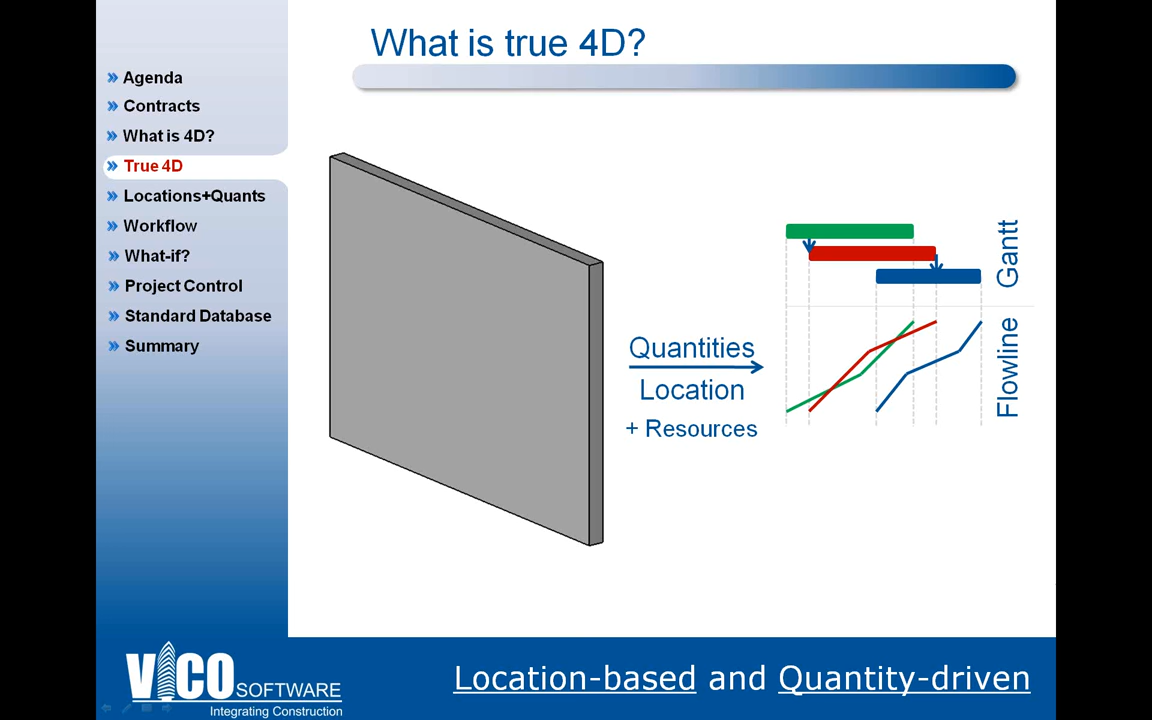 What is true 4D?
Agenda
Contracts
What is 4D?
True 4D
Locations+Quants
Workflow
What-if?
Project Control
Standard Database
Summary
Quantities
Location
+ Resources
Gantt
Flowline
VICO SOFTWARE
Integrating Construction
Location-based and Quantity-driven